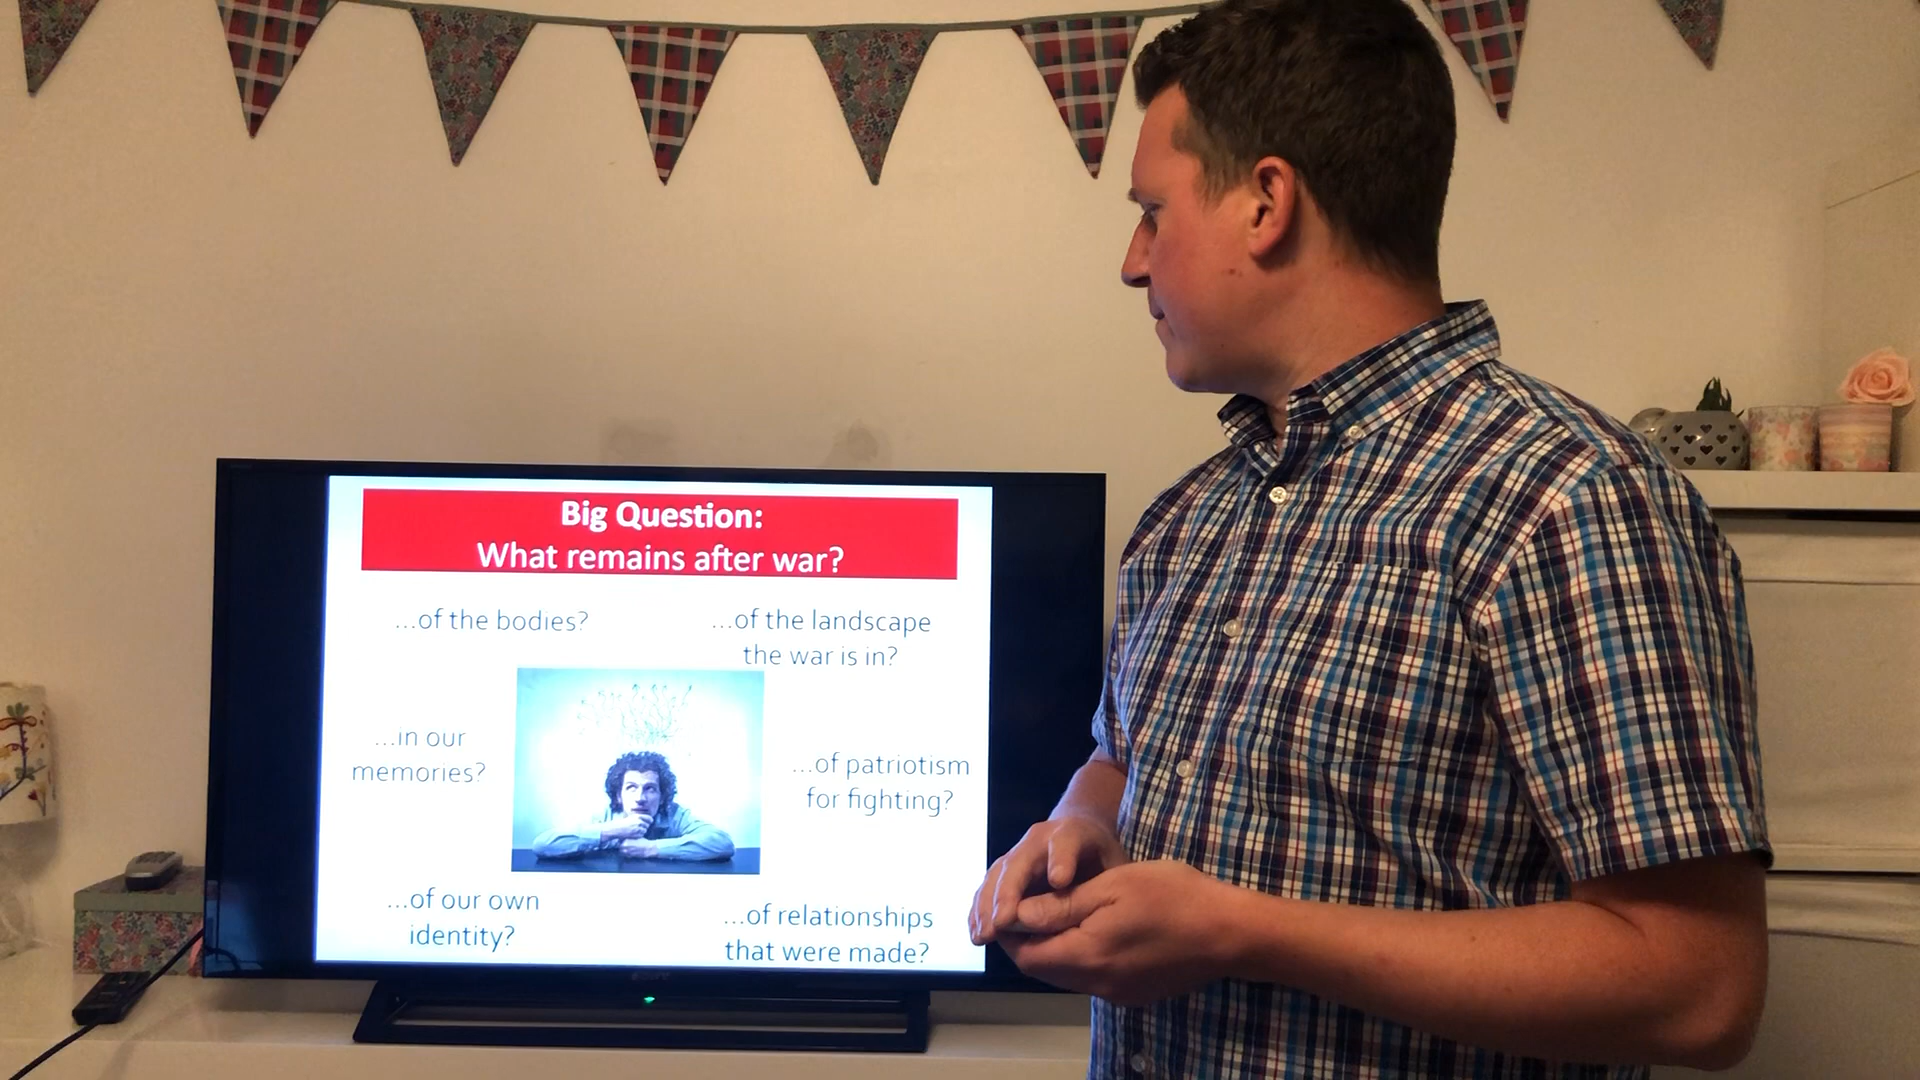 Big Question:
What remains after war?
...of the bodies?
...of the landscape
the war is in?
...in our
memories?
...of patriotism
for fighting?
...of our own
identity?
...of relationships
that were made?